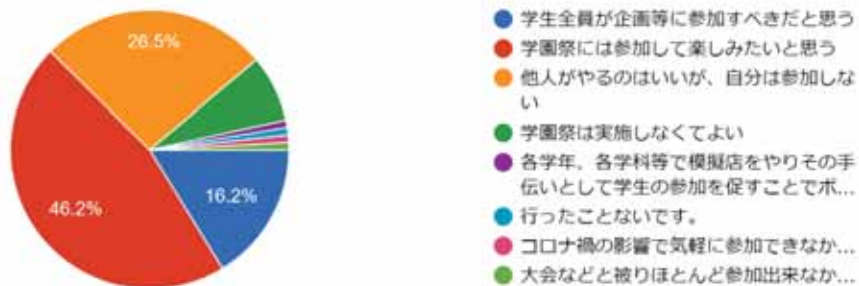 26.5%
46.2%
16.2%
学生全員が企画等に参加すべきだと思う
学園祭には参加して楽しみたいと思う
他人がやるのはいいが、自分は参加しな
い
学園祭は実施しなくてよい
各学年、各学科等で模擬店をやりその手
伝いとして学生の参加を促すことでボ...
行ったことないです。
コロナ禍の影響で気軽に参加できなか...
大会などと被りほとんど参加出来なか...